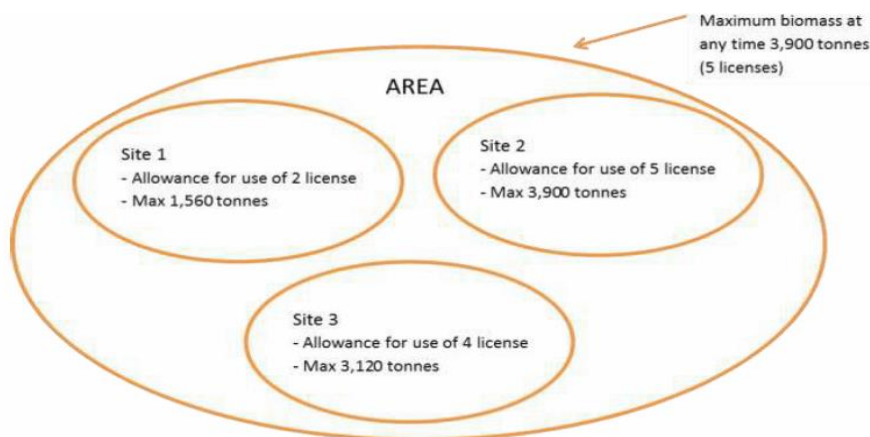 Maximum biomass at
any time 3,900 tonnes
(5 licenses)
AREA
Site 1
- Allowance for use of 2 license
- Max 1,560 tonnes
Site 2
- Allowance for use of 5 license
- Max 3,900 tonnes
Site 3
- Allowance for use of 4 license
- Max 3,120 tonnes